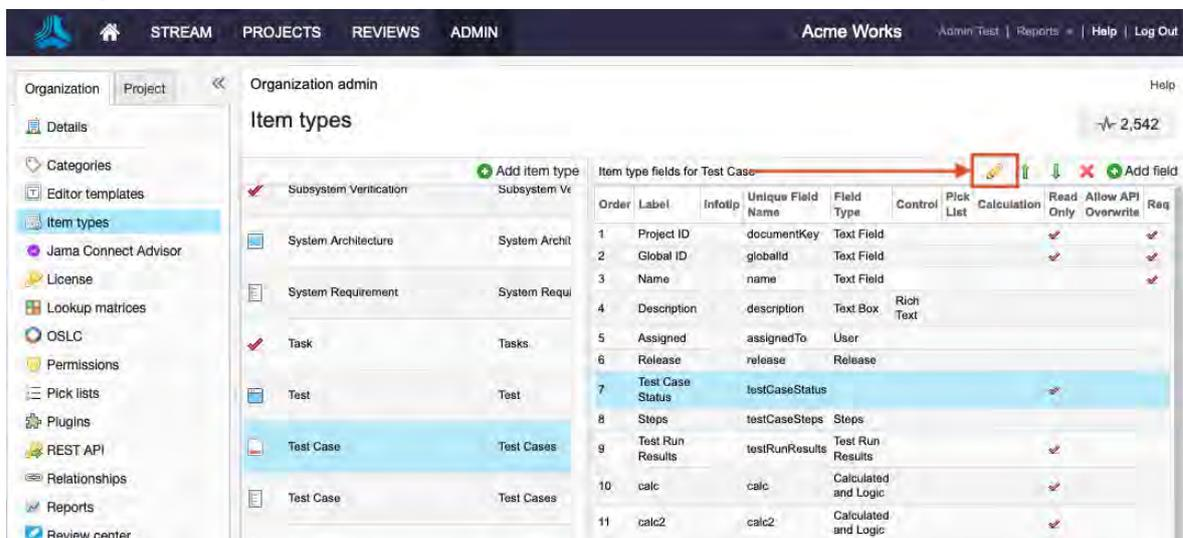 STREAM PROJECTS REVIEWS ADMIN Acme Works Admin Test | Reports | Help | Log Out
Organization Project
Details
Categories
Editor templates
Item types
Jama Connect Advisor
License
Lookup matrices
OSLC
Permissions
Pick lists
Plugins
REST API
Relationships
Reports
Review center
Organization admin Help
Item types 2,542
Add item type
Subsystem Verification Subsystem Ve
System Architecture System Archit
System Requirement System Requi
Task Tasks
Test Test
Test Case Test Cases
Test Case Test Cases
Item type fields for Test Case Add field
Order Label Infotip Unique Field Name Field Type Control Pick List Calculation Read Only Allow API Overwrite Req
1 Project ID documentKey Text Field
2 Global ID globalId Text Field
3 Name name Text Field
4 Description description Text Box Rich Text
5 Assigned assignedTo User
6 Release release Release
7 Test Case Status testCaseStatus
8 Steps testCaseSteps Steps
9 Test Run Results testRunResults Test Run Results
10 calc calc Calculated and Logic
11 calc2 calc2 Calculated and Logic